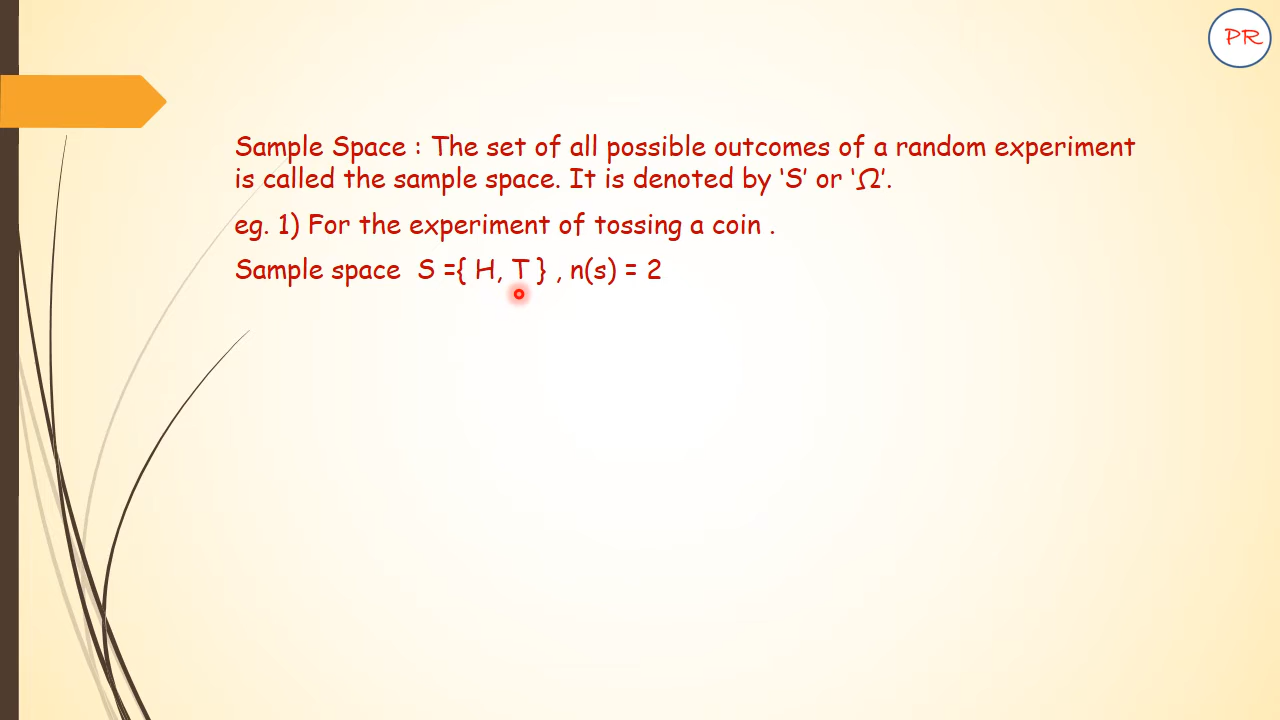 PR
Sample Space : The set of all possible outcomes of a random experiment
is called the sample space. It is denoted by ‘S’ or ‘Ω’.
eg. 1) For the experiment of tossing a coin .
Sample space S ={ H, T } , n(s) = 2